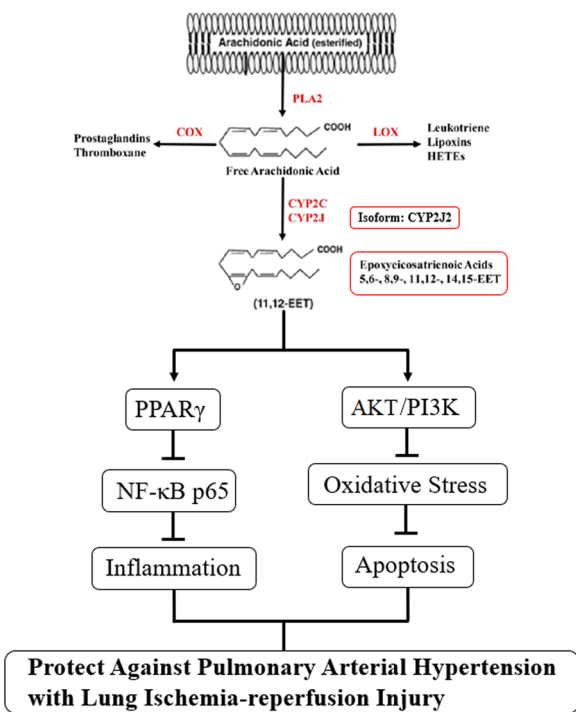 Arachidonic Acid (esterified)
PLA2
COOH
COX
LOX
Prostaglandins
Thromboxane
Leukotriene
Lipoxins
HETEs
Free Arachidonic Acid
CYP2C
CYP2J
Isoform: CYP2J2
COOH
O
Epoxycicosatrienoic Acids
5,6-, 8,9-, 11,12-, 14,15-EET
(11,12-EET)
PPARγ
AKT/PI3K
NF-κB p65
Oxidative Stress
Inflammation
Apoptosis
Protect Against Pulmonary Arterial Hypertension
with Lung Ischemia-reperfusion Injury